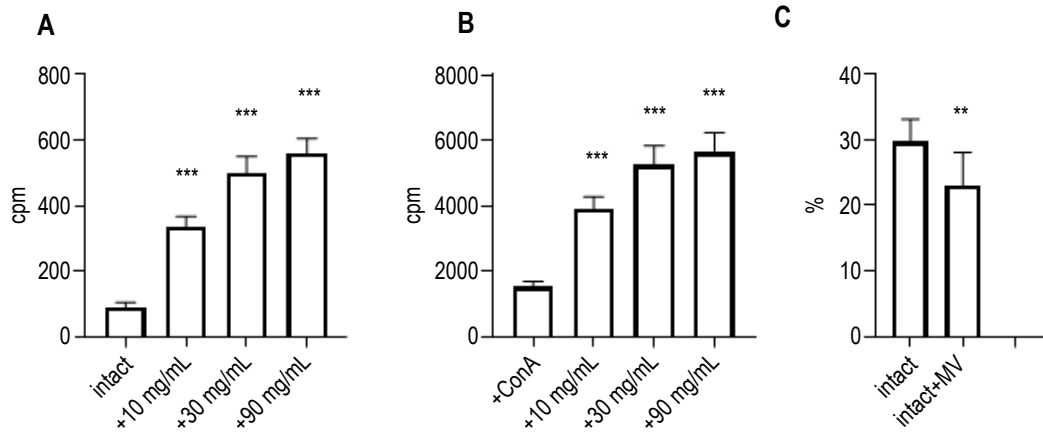 A
800
600
400
200
0
cpm
***
***
***
intact
+10 mg/mL
+30 mg/mL
+90 mg/mL
B
8000
6000
4000
2000
0
cpm
***
***
***
+ConA
+10 mg/mL
+30 mg/mL
+90 mg/mL
C
40
30
20
10
0
%
**
intact
intact+MV